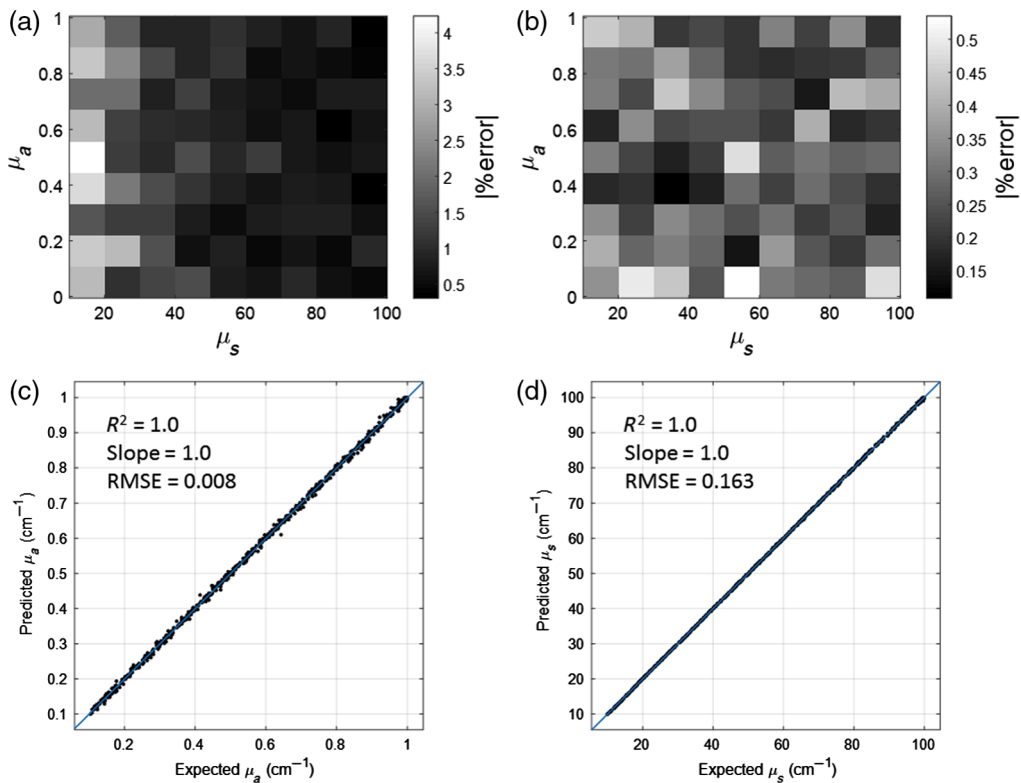 (a)
1
0.8
0.6
0.4
0.2
0
μa
20 40 60 80 100
μs
4
3.5
3
2.5
2
1.5
1
0.5
|%error|
(b)
1
0.8
0.6
0.4
0.2
0
μa
20 40 60 80 100
μs
0.5
0.45
0.4
0.35
0.3
0.25
0.2
0.15
|%error|
(c)
R² = 1.0
Slope = 1.0
RMSE = 0.008
1
0.9
0.8
0.7
0.6
0.5
0.4
0.3
0.2
0.1
Predicted μa (cm⁻¹)
0.2 0.4 0.6 0.8 1
Expected μa (cm⁻¹)
(d)
R² = 1.0
Slope = 1.0
RMSE = 0.163
100
90
80
70
60
50
40
30
20
10
Predicted μs (cm⁻¹)
20 40 60 80 100
Expected μs (cm⁻¹)